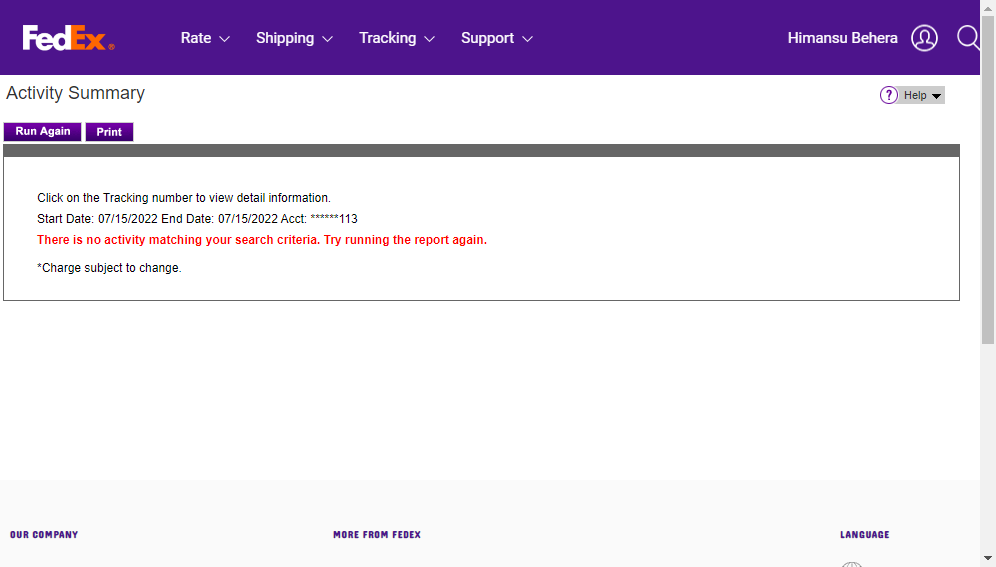 FedEx®
Rate
Shipping
Tracking
Support
Himansu Behera
Activity Summary
? Help
Run Again
Print
Click on the Tracking number to view detail information.
Start Date: 07/15/2022 End Date: 07/15/2022 Acct: ******113
There is no activity matching your search criteria. Try running the report again.
*Charge subject to change.
OUR COMPANY
MORE FROM FEDEX
LANGUAGE